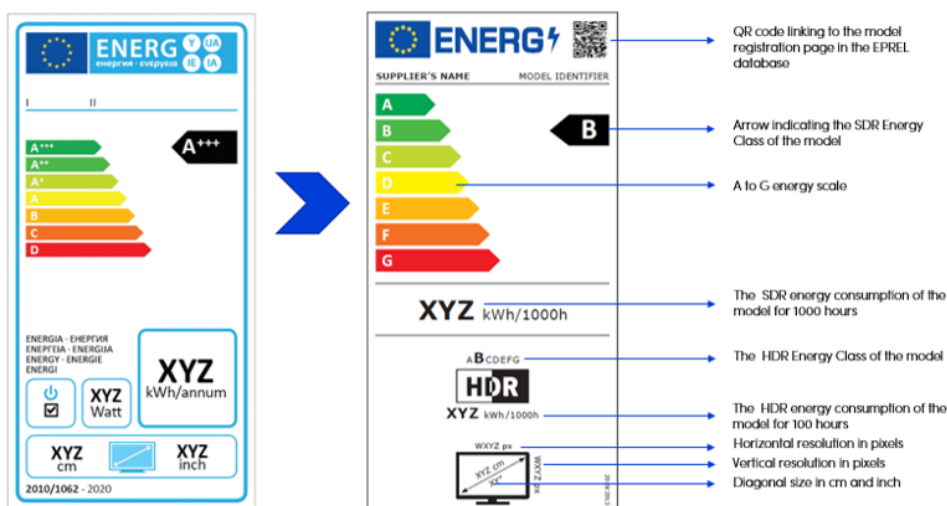 ENERG Y UA
енергия · ενεργεια IE IA
I II
A+++
A+++
A++
A+
A
B
C
D
ENERGIA · ЕНЕРГИЯ
ΕΝΕΡΓΕΙΑ · ENERGIJA
ENERGY · ENERGIE
ENERGI
XYZ
kWh/annum
XYZ
Watt
XYZ
cm
XYZ
inch
2010/1062 - 2020
ENERG
SUPPLIER'S NAME MODEL IDENTIFIER
A
B
B
C
D
E
F
G
XYZ kWh/1000h
ABCDEFG
HDR
XYZ kWh/1000h
WXYZ px
WXYZ px
XYZ cm
XY"
QR code linking to the model
registration page in the EPREL
database
Arrow indicating the SDR Energy
Class of the model
A to G energy scale
The SDR energy consumption of the
model for 1000 hours
The HDR Energy Class of the model
The HDR energy consumption of the
model for 100 hours
Horizontal resolution in pixels
Vertical resolution in pixels
Diagonal size in cm and inch